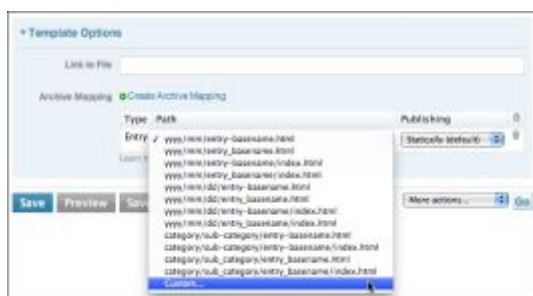 Template Options
Link to File
Archive Mapping Create Archive Mapping
Type Path Publishing
Entry ✓ yyyy/mm/entry-basename.html Statically (default)
yyyy/mm/entry_basename.html
yyyy/mm/entry-basename/index.html
yyyy/mm/entry_basename/index.html
yyyy/mm/dd/entry-basename.html
yyyy/mm/dd/entry_basename.html
yyyy/mm/dd/entry-basename/index.html
yyyy/mm/dd/entry_basename/index.html
category/sub-category/entry-basename.html
category/sub-category/entry-basename/index.html
category/sub_category/entry_basename.html
category/sub_category/entry_basename/index.html
Custom...
Learn
Save Preview Save More actions... Go